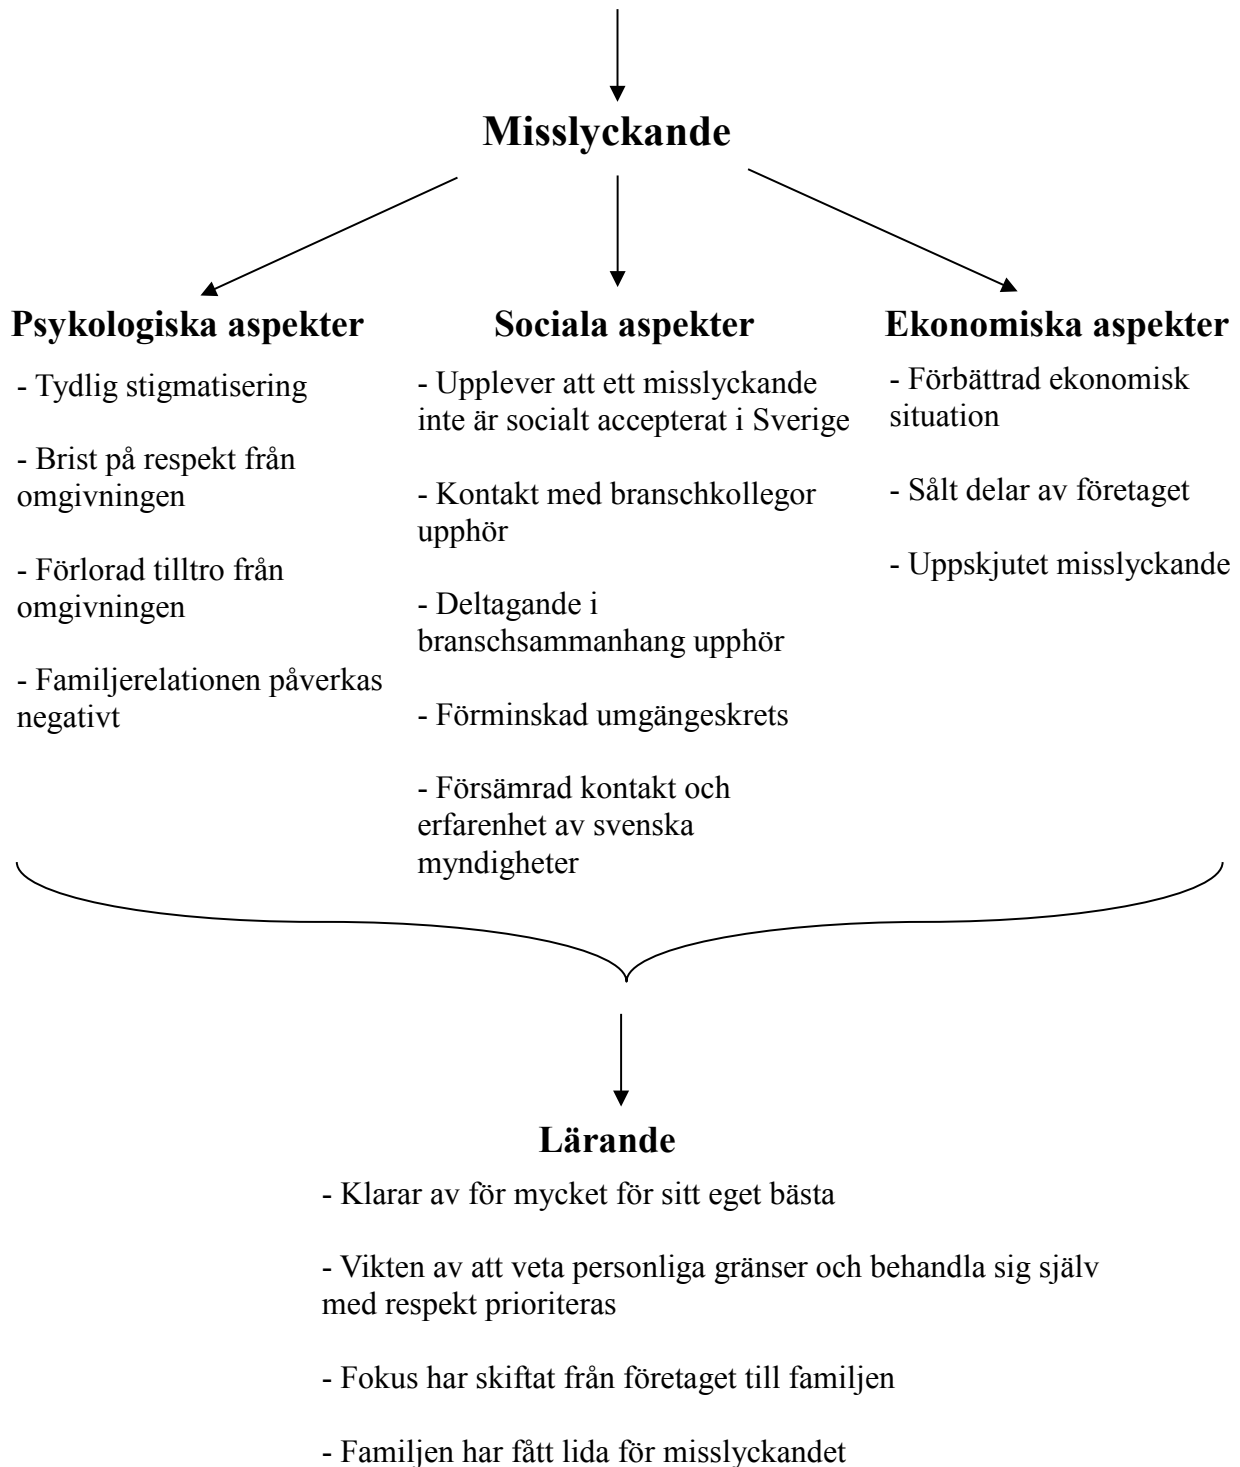 Misslyckande
Psykologiska aspekter
- Tydlig stigmatisering
- Brist på respekt från
omgivningen
- Förlorad tilltro från
omgivningen
- Familjerelationen påverkas
negativt
Sociala aspekter
- Upplever att ett misslyckande
inte är socialt accepterat i Sverige
- Kontakt med branschkollegor
upphör
- Deltagande i
branschsammanhang upphör
- Förminskad umgängeskrets
- Försämrad kontakt och
erfarenhet av svenska
myndigheter
Ekonomiska aspekter
- Förbättrad ekonomisk
situation
- Sålt delar av företaget
- Uppskjutet misslyckande
Lärande
- Klarar av för mycket för sitt eget bästa
- Vikten av att veta personliga gränser och behandla sig själv
med respekt prioriteras
- Fokus har skiftat från företaget till familjen
- Familjen har fått lida för misslyckandet